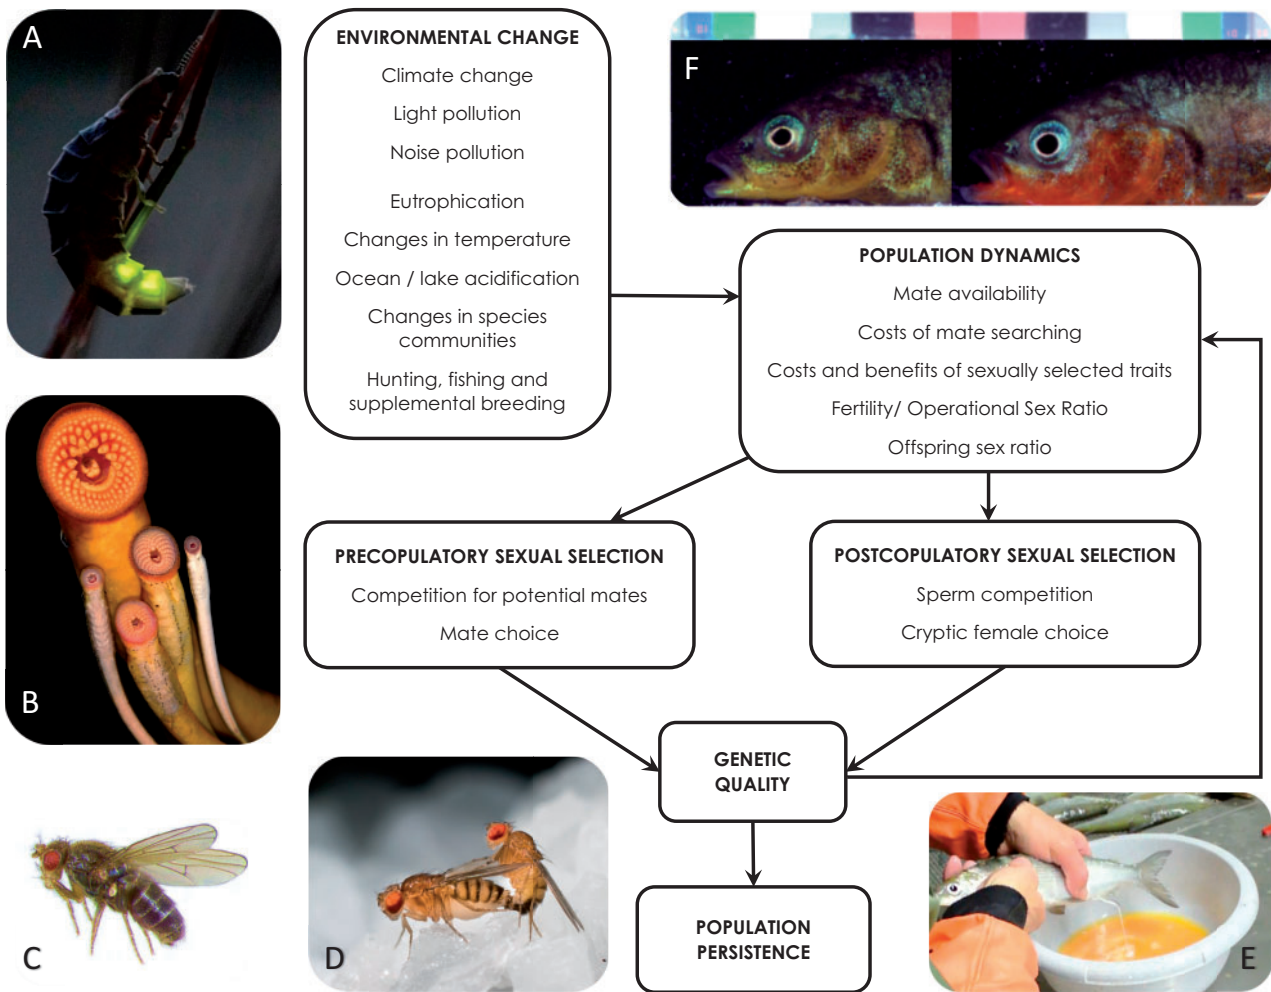 A
ENVIRONMENTAL CHANGE
Climate change
Light pollution
Noise pollution
Eutrophication
Changes in temperature
Ocean / lake acidification
Changes in species
communities
Hunting, fishing and
supplemental breeding
F
POPULATION DYNAMICS
Mate availability
Costs of mate searching
Costs and benefits of sexually selected traits
Fertility/ Operational Sex Ratio
Offspring sex ratio
B
PRECOPULATORY SEXUAL SELECTION
Competition for potential mates
Mate choice
POSTCOPULATORY SEXUAL SELECTION
Sperm competition
Cryptic female choice
GENETIC
QUALITY
C
D
POPULATION
PERSISTENCE
E